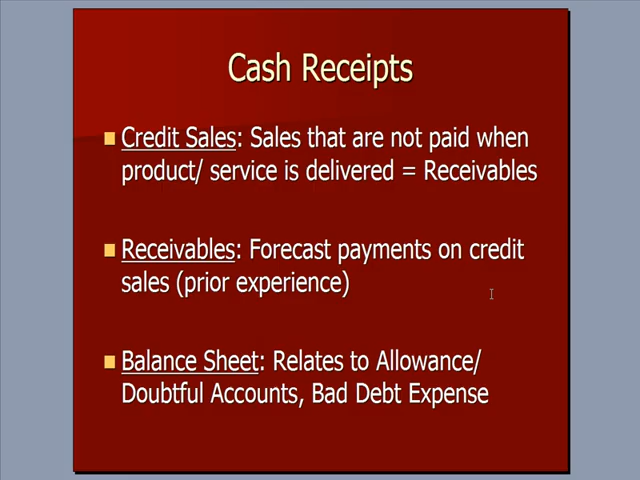 Cash Receipts
Credit Sales: Sales that are not paid when
product/ service is delivered = Receivables
Receivables: Forecast payments on credit
sales (prior experience)
Balance Sheet: Relates to Allowance/
Doubtful Accounts, Bad Debt Expense